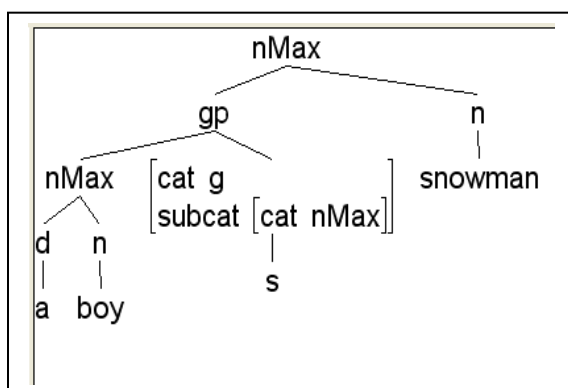 nMax
gp n
nMax [cat g snowman
subcat [cat nMax]]
d n
s
a boy